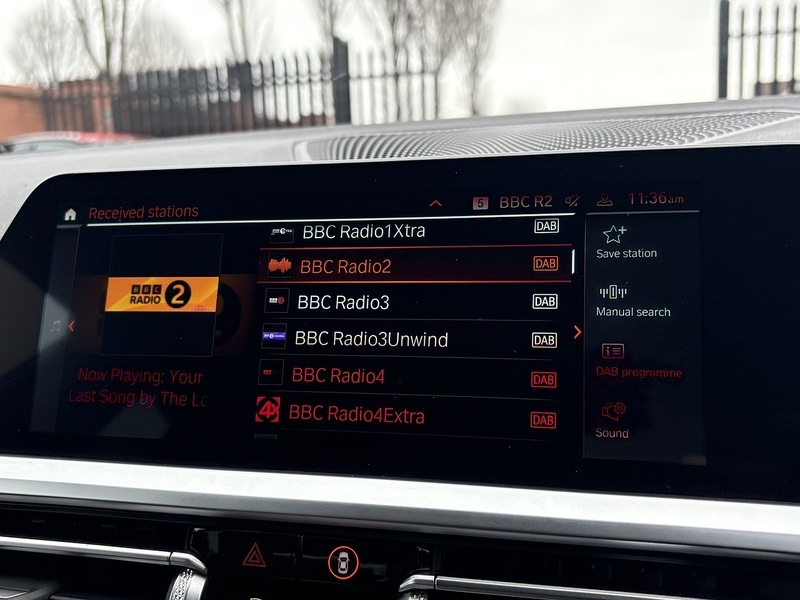 Received stations
5 BBC R2
11:36am
BBC Radio1Xtra DAB
BBC Radio2 DAB
BBC Radio3 DAB
BBC Radio3Unwind DAB
BBC Radio4 DAB
4X BBC Radio4Extra DAB
BBC
RADIO 2
Now Playing: Your
Last Song by The Lo
Save station
Manual search
DAB programme
Sound